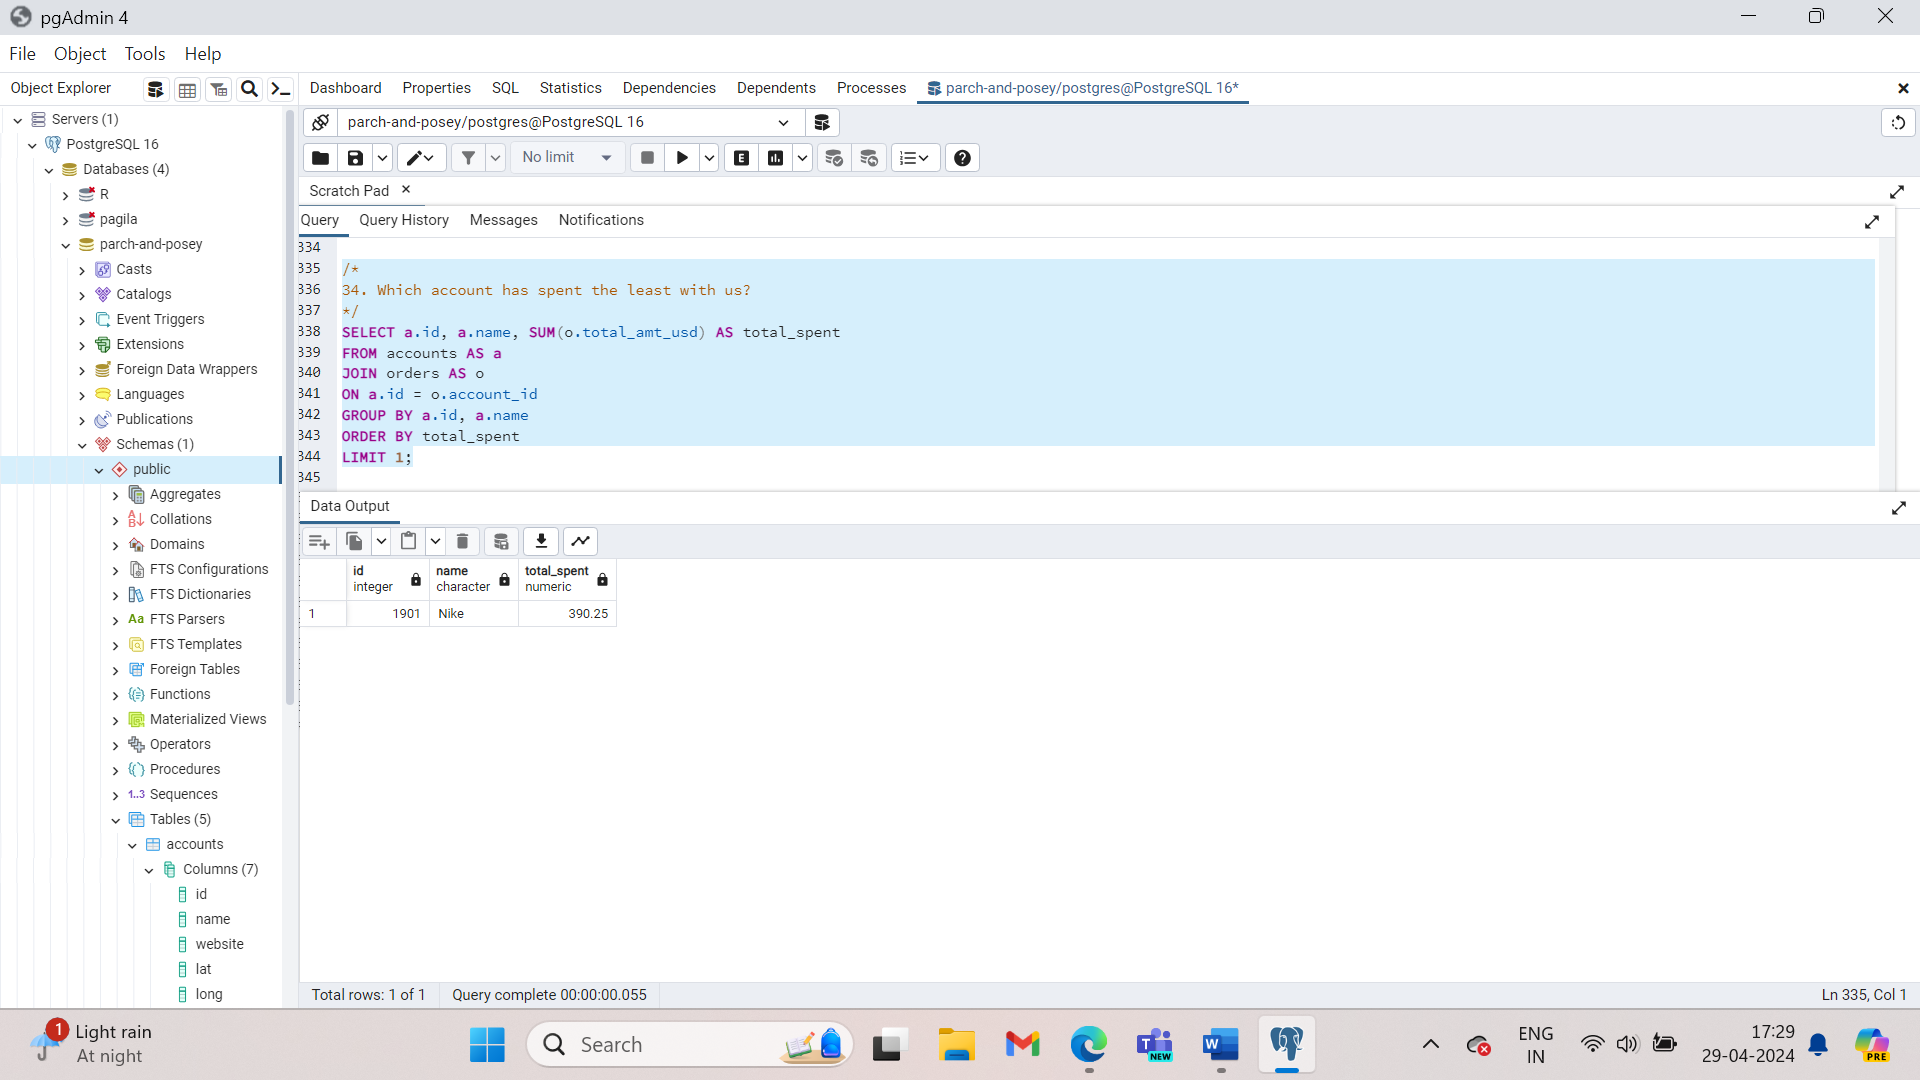 pgAdmin 4
File Object Tools Help
Object Explorer
Dashboard Properties SQL Statistics Dependencies Dependents Processes parch-and-posey/postgres@PostgreSQL 16*
Servers (1)
PostgreSQL 16
Databases (4)
R
pagila
parch-and-posey
Casts
Catalogs
Event Triggers
Extensions
Foreign Data Wrappers
Languages
Publications
Schemas (1)
public
Aggregates
Collations
Domains
FTS Configurations
FTS Dictionaries
Aa FTS Parsers
FTS Templates
Foreign Tables
Functions
Materialized Views
Operators
Procedures
1..3 Sequences
Tables (5)
accounts
Columns (7)
id
name
website
lat
long
parch-and-posey/postgres@PostgreSQL 16
No limit
E
Scratch Pad
Query Query History Messages Notifications
334
335 /*
336 34. Which account has spent the least with us?
337 */
338 SELECT a.id, a.name, SUM(o.total_amt_usd) AS total_spent
339 FROM accounts AS a
340 JOIN orders AS o
341 ON a.id = o.account_id
342 GROUP BY a.id, a.name
343 ORDER BY total_spent
344 LIMIT 1;
345
Data Output
id name total_spent
integer character numeric
1 1901 Nike 390.25
Total rows: 1 of 1 Query complete 00:00:00.055 Ln 335, Col 1
1 Light rain
At night
Search
NEW
W
ENG
IN
17:29
29-04-2024
PRE